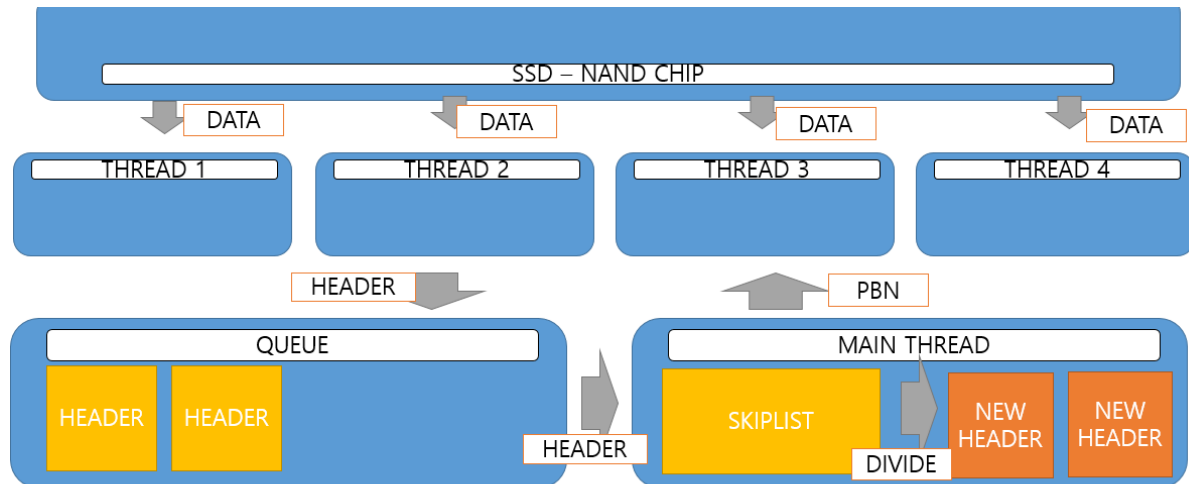 SSD – NAND CHIP
DATA
DATA
DATA
DATA
THREAD 1
THREAD 2
THREAD 3
THREAD 4
HEADER
PBN
QUEUE
MAIN THREAD
HEADER
HEADER
HEADER
SKIPLIST
DIVIDE
NEW
HEADER
NEW
HEADER